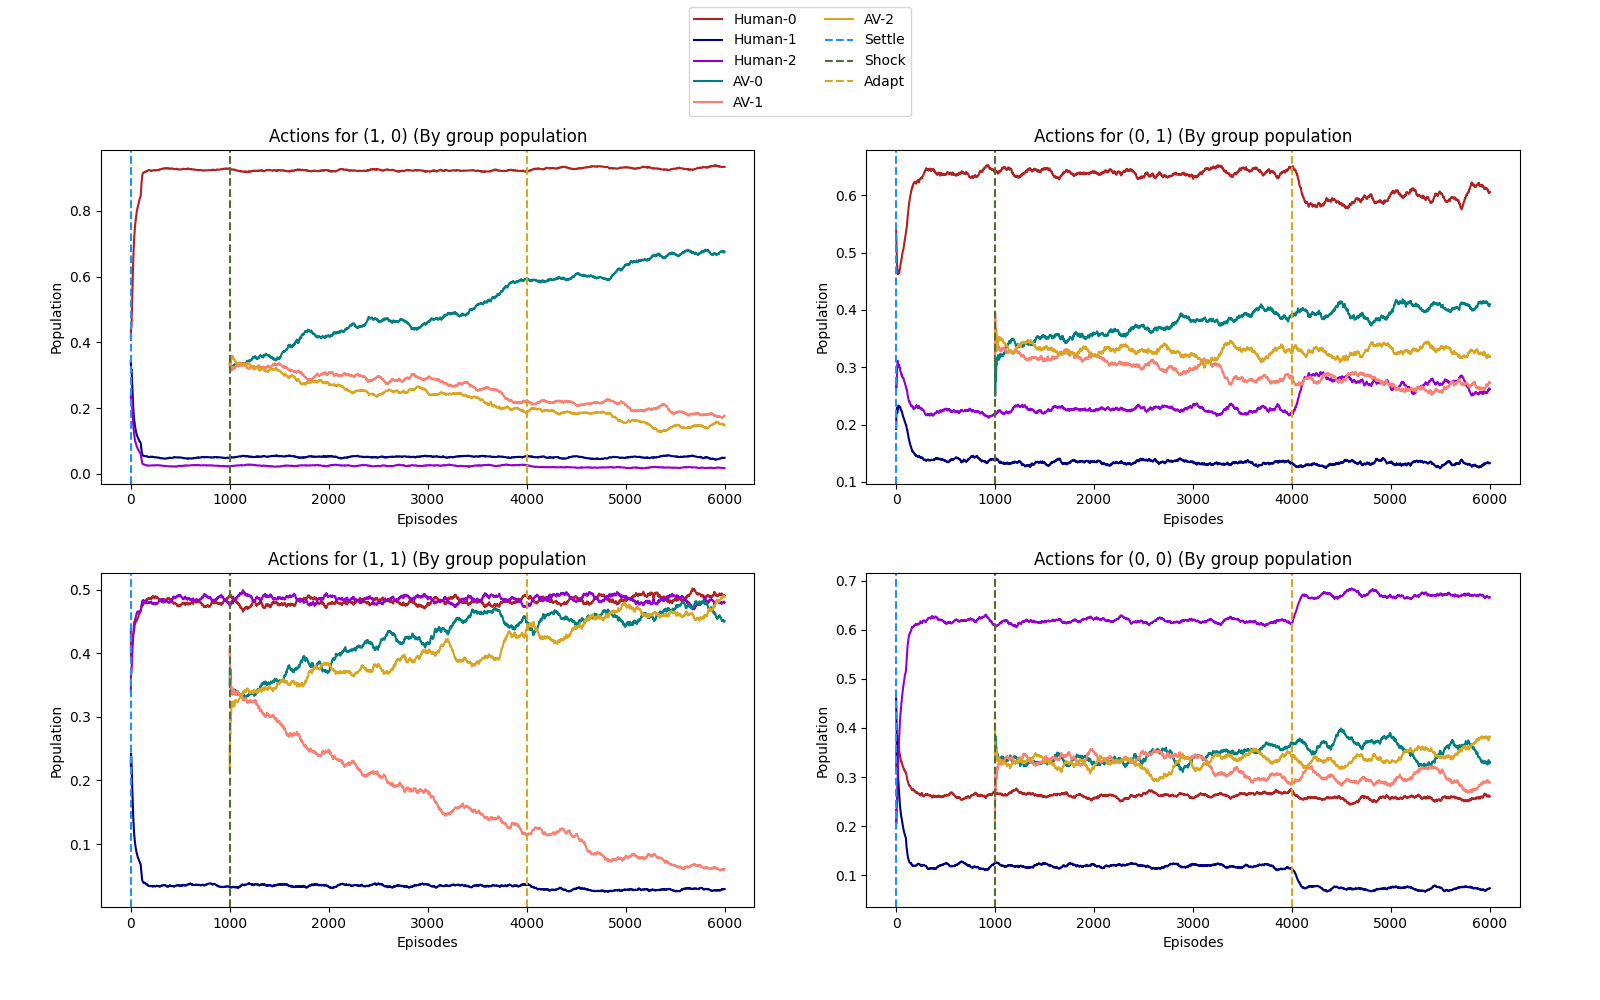 Human-0
Human-1
Human-2
AV-0
AV-1
AV-2
Settle
Shock
Adapt
Actions for (1, 0) (By group population
Population
0.8
0.6
0.4
0.2
0.0
0 1000 2000 3000 4000 5000 6000
Episodes
Actions for (0, 1) (By group population
Population
0.6
0.5
0.4
0.3
0.2
0.1
0 1000 2000 3000 4000 5000 6000
Episodes
Actions for (1, 1) (By group population
Population
0.5
0.4
0.3
0.2
0.1
0 1000 2000 3000 4000 5000 6000
Episodes
Actions for (0, 0) (By group population
Population
0.7
0.6
0.5
0.4
0.3
0.2
0.1
0 1000 2000 3000 4000 5000 6000
Episodes